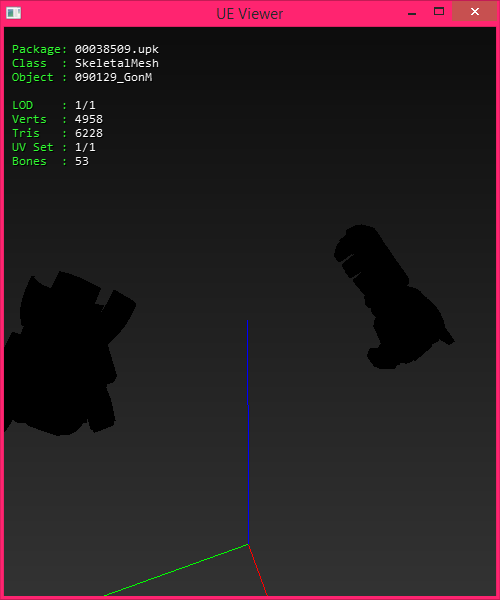 UE Viewer
Package: 00038509.upk
Class  : SkeletalMesh
Object : 090129_GonM
LOD    : 1/1
Verts  : 4958
Tris   : 6228
UV Set : 1/1
Bones  : 53